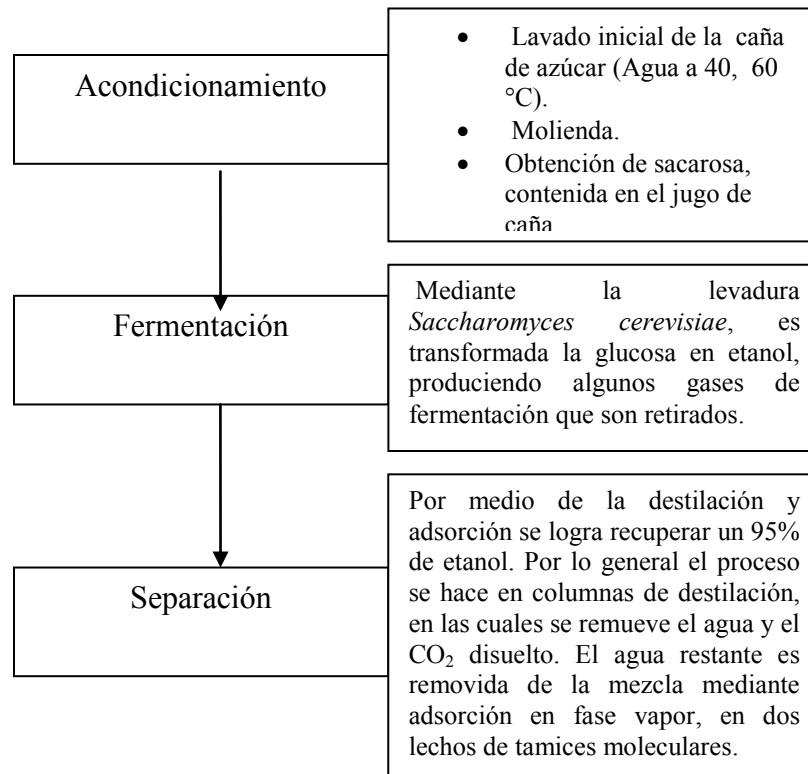 Acondicionamiento
• Lavado inicial de la caña
de azúcar (Agua a 40, 60
°C).
• Molienda.
• Obtención de sacarosa,
contenida en el jugo de
caña
Fermentación
Mediante la levadura
Saccharomyces cerevisiae, es
transformada la glucosa en etanol,
produciendo algunos gases de
fermentación que son retirados.
Separación
Por medio de la destilación y
adsorción se logra recuperar un 95%
de etanol. Por lo general el proceso
se hace en columnas de destilación,
en las cuales se remueve el agua y el
CO₂ disuelto. El agua restante es
removida de la mezcla mediante
adsorción en fase vapor, en dos
lechos de tamices moleculares.